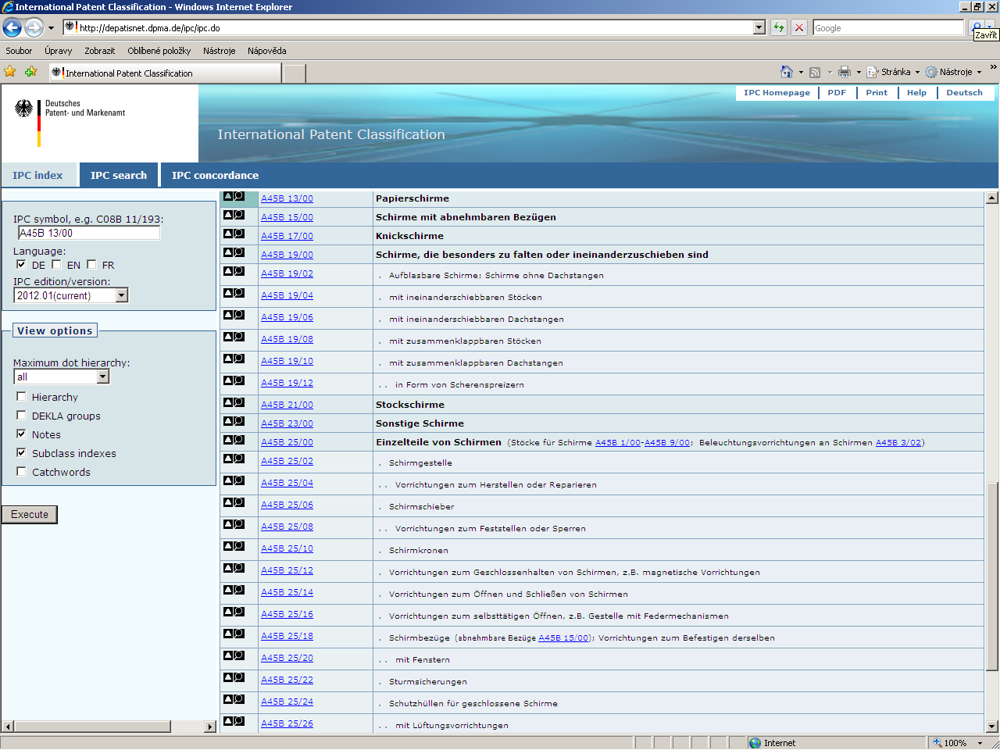 International Patent Classification - Windows Internet Explorer
http://depatisnet.dpma.de/ipc/ipc.do
Google
Zavřít
Soubor Úpravy Zobrazit Oblíbené položky Nástroje Nápověda
International Patent Classification
Stránka Nástroje »
Deutsches
Patent- und Markenamt
IPC Homepage PDF Print Help Deutsch
International Patent Classification
IPC index IPC search IPC concordance
IPC symbol, e.g. C08B 11/193:
A45B 13/00
Language:
DE EN FR
IPC edition/version:
2012.01(current)
View options
Maximum dot hierarchy:
all
Hierarchy
DEKLA groups
Notes
Subclass indexes
Catchwords
Execute
A45B 13/00 Papierschirme
A45B 15/00 Schirme mit abnehmbaren Bezügen
A45B 17/00 Knickschirme
A45B 19/00 Schirme, die besonders zu falten oder ineinanderzuschieben sind
A45B 19/02 . Aufblasbare Schirme; Schirme ohne Dachstangen
A45B 19/04 . mit ineinanderschiebbaren Stöcken
A45B 19/06 . mit ineinanderschiebbaren Dachstangen
A45B 19/08 . mit zusammenklappbaren Stöcken
A45B 19/10 . mit zusammenklappbaren Dachstangen
A45B 19/12 . . in Form von Scherenspreizern
A45B 21/00 Stockschirme
A45B 23/00 Sonstige Schirme
A45B 25/00 Einzelteile von Schirmen (Stöcke für Schirme A45B 1/00-A45B 9/00; Beleuchtungsvorrichtungen an Schirmen A45B 3/02)
A45B 25/02 . Schirmgestelle
A45B 25/04 . . Vorrichtungen zum Herstellen oder Reparieren
A45B 25/06 . Schirmschieber
A45B 25/08 . . Vorrichtungen zum Feststellen oder Sperren
A45B 25/10 . Schirmkronen
A45B 25/12 . Vorrichtungen zum Geschlossenhalten von Schirmen, z.B. magnetische Vorrichtungen
A45B 25/14 . Vorrichtungen zum Öffnen und Schließen von Schirmen
A45B 25/16 . Vorrichtungen zum selbsttätigen Öffnen, z.B. Gestelle mit Federmechanismen
A45B 25/18 . Schirmbezüge (abnehmbare Bezüge A45B 15/00); Vorrichtungen zum Befestigen derselben
A45B 25/20 . . mit Fenstern
A45B 25/22 . Sturmsicherungen
A45B 25/24 . Schutzhüllen für geschlossene Schirme
A45B 25/26 . . mit Lüftungsvorrichtungen
Internet 100%